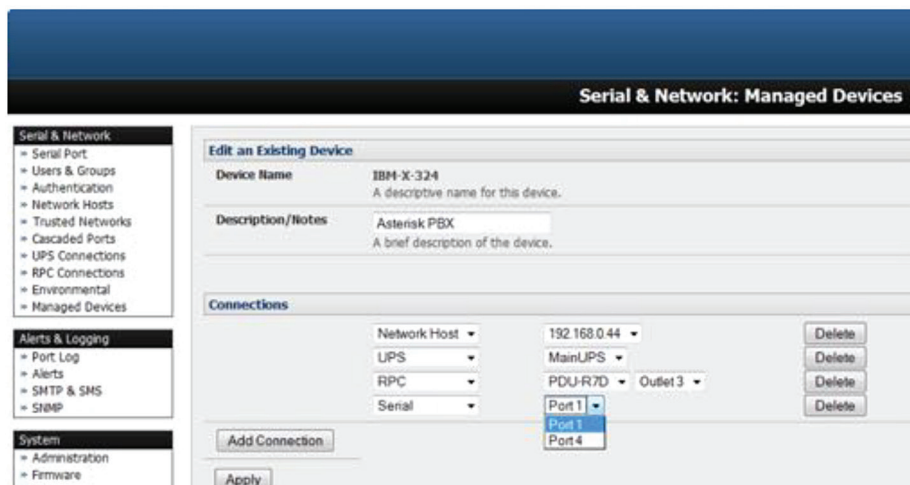 Serial & Network: Managed Devices
Serial & Network
Serial Port
Users & Groups
Authentication
Network Hosts
Trusted Networks
Cascaded Ports
UPS Connections
RPC Connections
Environmental
Managed Devices
Alerts & Logging
Port Log
Alerts
SMTP & SMS
SNMP
System
Administration
Firmware
Edit an Existing Device
Device Name IBM-X-324
A descriptive name for this device.
Description/Notes Asterisk PBX
A brief description of the device.
Connections
Network Host 192.168.0.44 Delete
UPS MainUPS Delete
RPC PDU-R7D Outlet 3 Delete
Serial Port 1 Delete
Port 1
Port 4
Add Connection
Apply